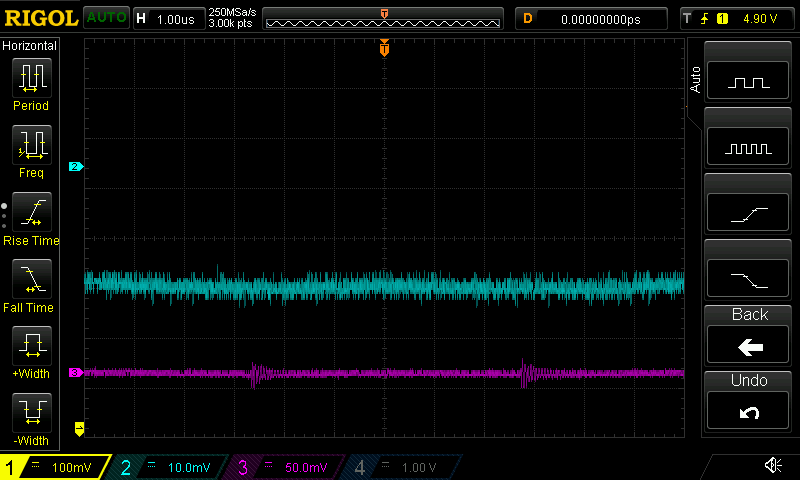 RIGOL AUTO H 1.00us 250MSa/s 3.00k pts T D 0.00000000ps T 1 4.90 V
Horizontal
Period
Freq
Rise Time
Fall Time
+Width
-Width
T
2
3
Auto
Back
Undo
1 100mV 2 10.0mV 3 50.0mV 4 1.00 V